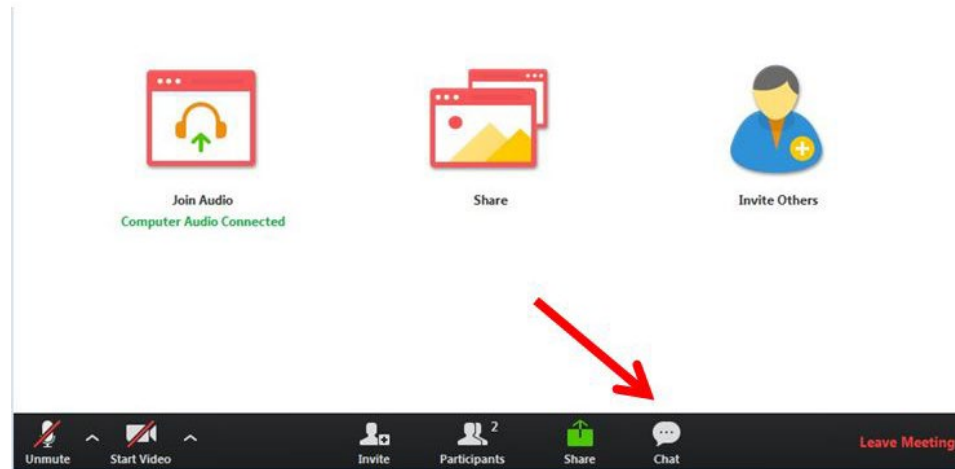 Join Audio
Computer Audio Connected
Share
Invite Others
Unmute
Start Video
Invite
2
Participants
Share
Chat
Leave Meeting